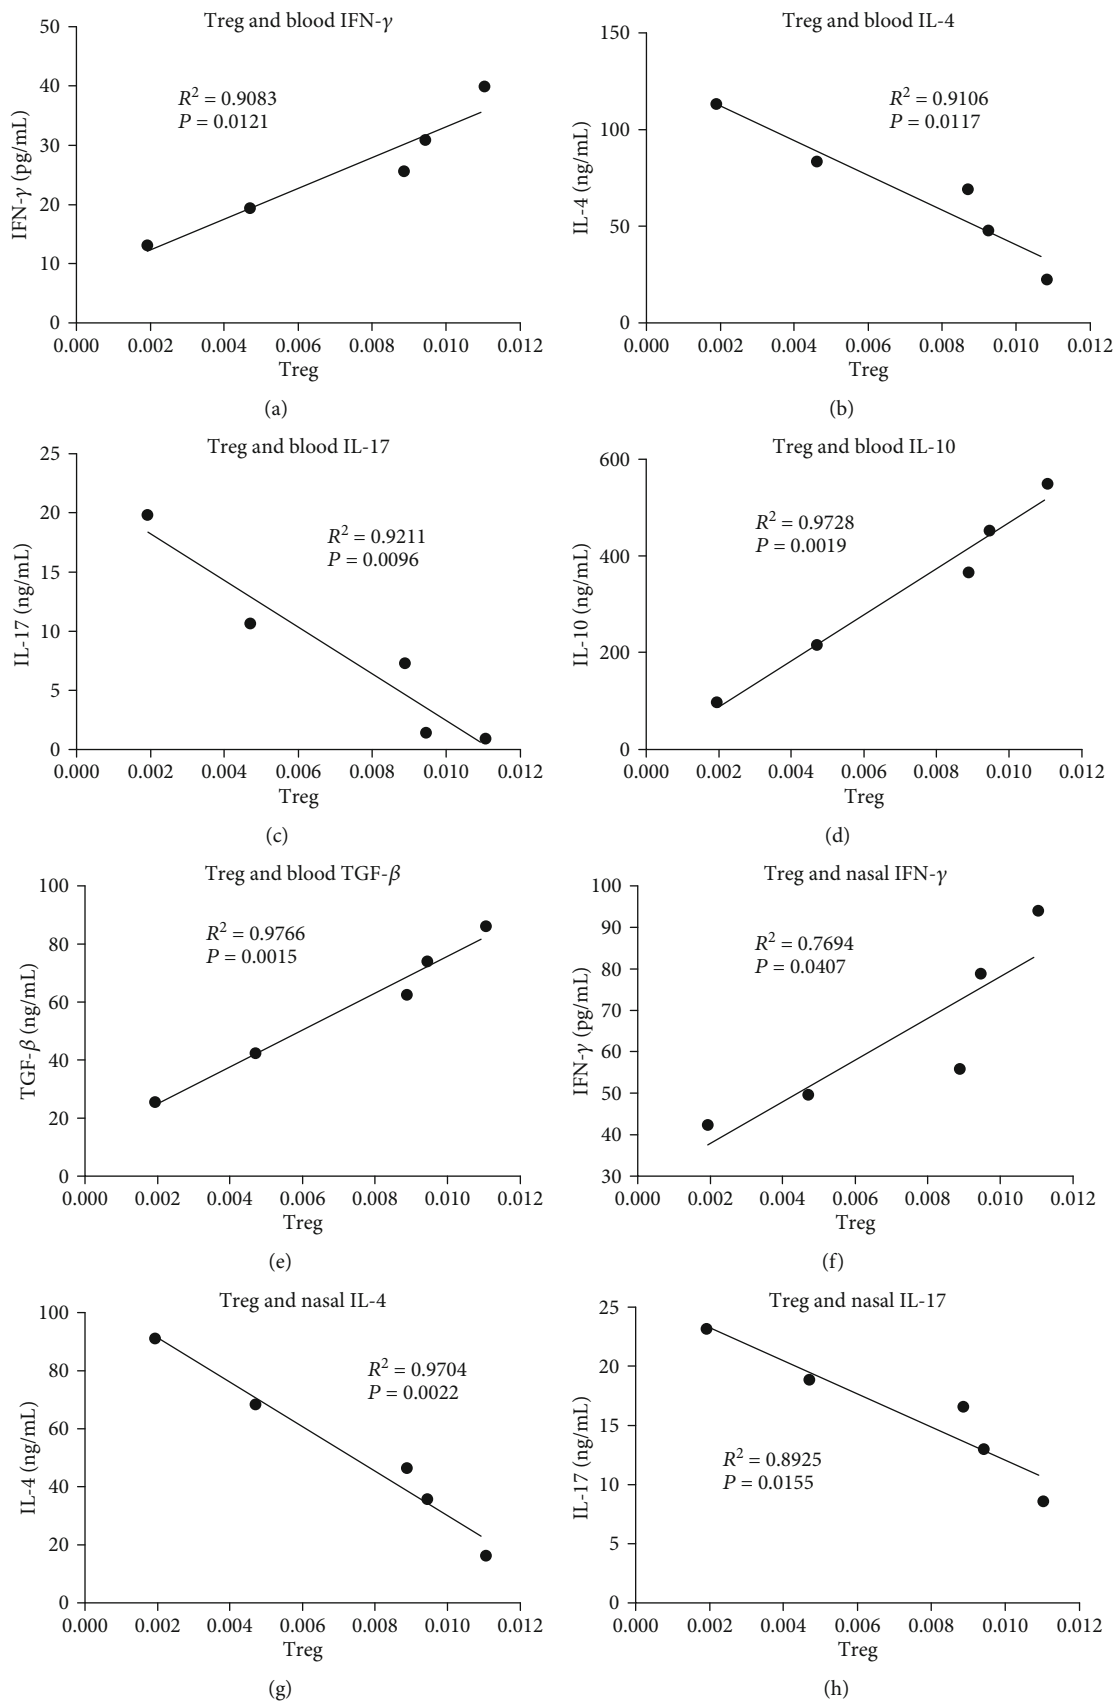 Treg and blood IFN-γ
IFN-γ (pg/mL)
50
40
30
20
10
0
R² = 0.9083
P = 0.0121
0.000 0.002 0.004 0.006 0.008 0.010 0.012
Treg
(a)
Treg and blood IL-4
IL-4 (ng/mL)
150
100
50
0
R² = 0.9106
P = 0.0117
0.000 0.002 0.004 0.006 0.008 0.010 0.012
Treg
(b)
Treg and blood IL-17
IL-17 (ng/mL)
25
20
15
10
5
0
R² = 0.9211
P = 0.0096
0.000 0.002 0.004 0.006 0.008 0.010 0.012
Treg
(c)
Treg and blood IL-10
IL-10 (ng/mL)
600
400
200
0
R² = 0.9728
P = 0.0019
0.000 0.002 0.004 0.006 0.008 0.010 0.012
Treg
(d)
Treg and blood TGF-β
TGF-β (ng/mL)
100
80
60
40
20
0
R² = 0.9766
P = 0.0015
0.000 0.002 0.004 0.006 0.008 0.010 0.012
Treg
(e)
Treg and nasal IFN-γ
IFN-γ (pg/mL)
100
90
80
70
60
50
40
30
R² = 0.7694
P = 0.0407
0.000 0.002 0.004 0.006 0.008 0.010 0.012
Treg
(f)
Treg and nasal IL-4
IL-4 (ng/mL)
100
80
60
40
20
0
R² = 0.9704
P = 0.0022
0.000 0.002 0.004 0.006 0.008 0.010 0.012
Treg
(g)
Treg and nasal IL-17
IL-17 (ng/mL)
25
20
15
10
5
0
R² = 0.8925
P = 0.0155
0.000 0.002 0.004 0.006 0.008 0.010 0.012
Treg
(h)